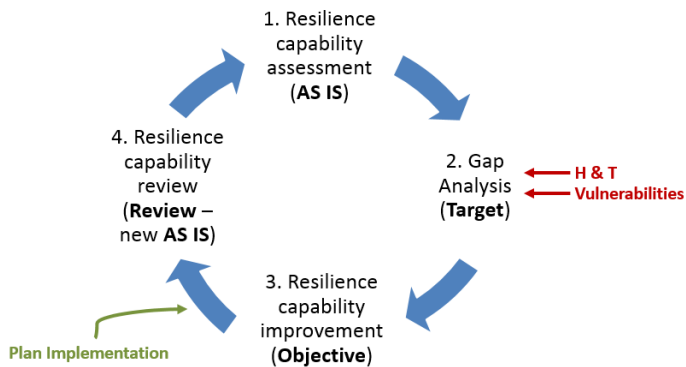 1. Resilience
capability
assessment
(AS IS)
2. Gap
Analysis
(Target)
H & T
Vulnerabilities
3. Resilience
capability
improvement
(Objective)
Plan Implementation
4. Resilience
capability
review
(Review –
new AS IS)